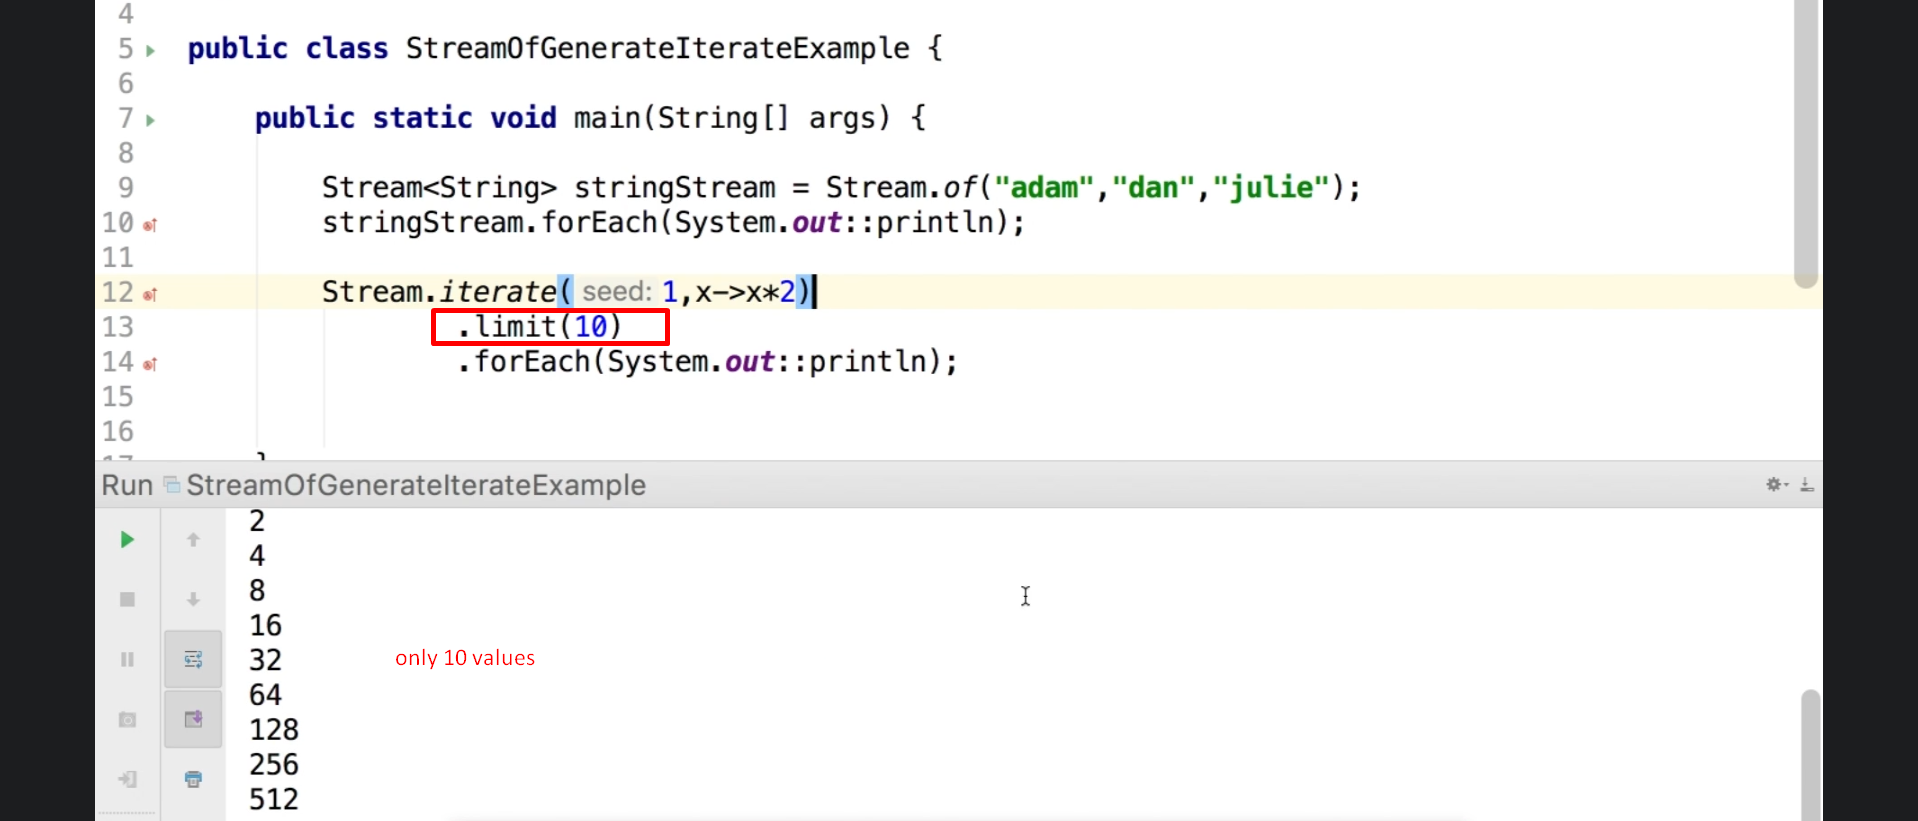 4
5 public class StreamOfGenerateIterateExample {
6
7 public static void main(String[] args) {
8
9 Stream<String> stringStream = Stream.of("adam","dan","julie");
10 stringStream.forEach(System.out::println);
11
12 Stream.iterate( seed: 1,x->x*2)
13 .limit(10)
14 .forEach(System.out::println);
15
16
17 }
Run StreamOfGenerateIterateExample
2
4
8
16
32 only 10 values
64
128
256
512